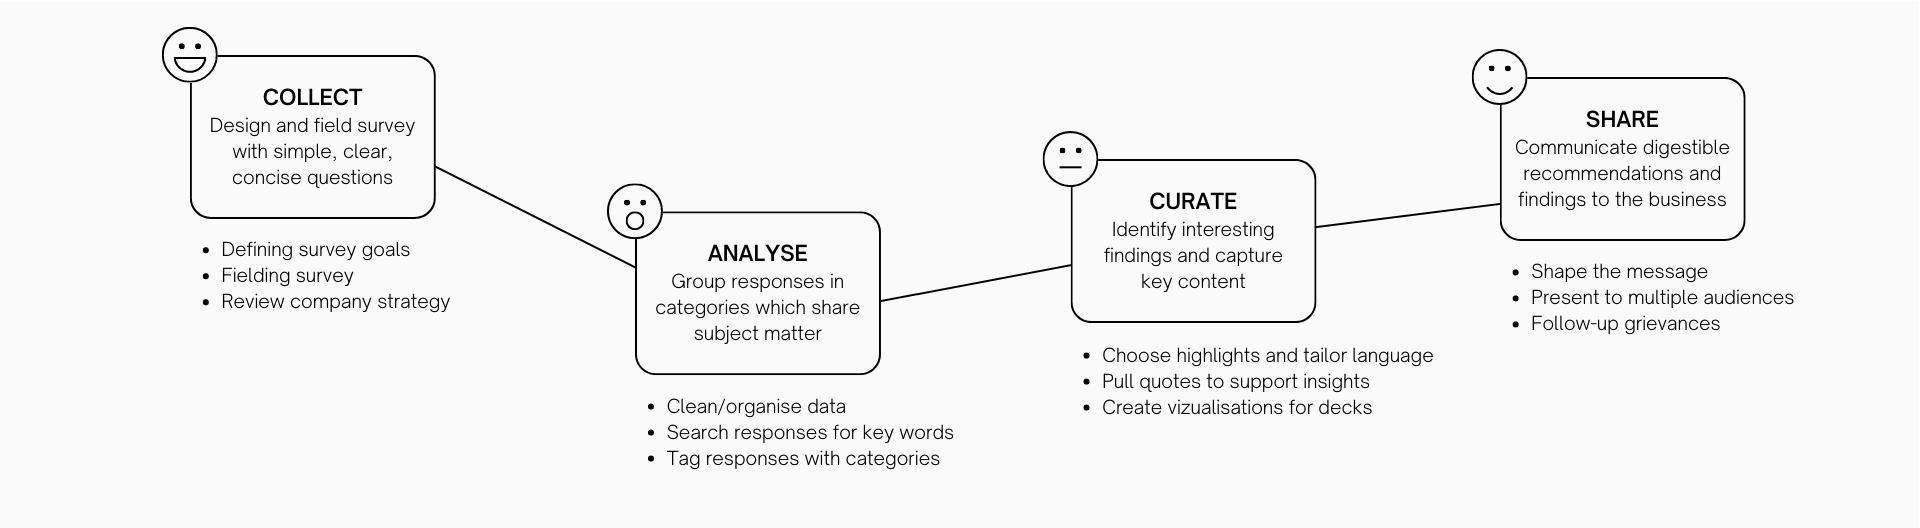 COLLECT
Design and field survey
with simple, clear,
concise questions
Defining survey goals
Fielding survey
Review company strategy
ANALYSE
Group responses in
categories which share
subject matter
Clean/organise data
Search responses for key words
Tag responses with categories
CURATE
Identify interesting
findings and capture
key content
Choose highlights and tailor language
Pull quotes to support insights
Create vizualisations for decks
SHARE
Communicate digestible
recommendations and
findings to the business
Shape the message
Present to multiple audiences
Follow-up grievances